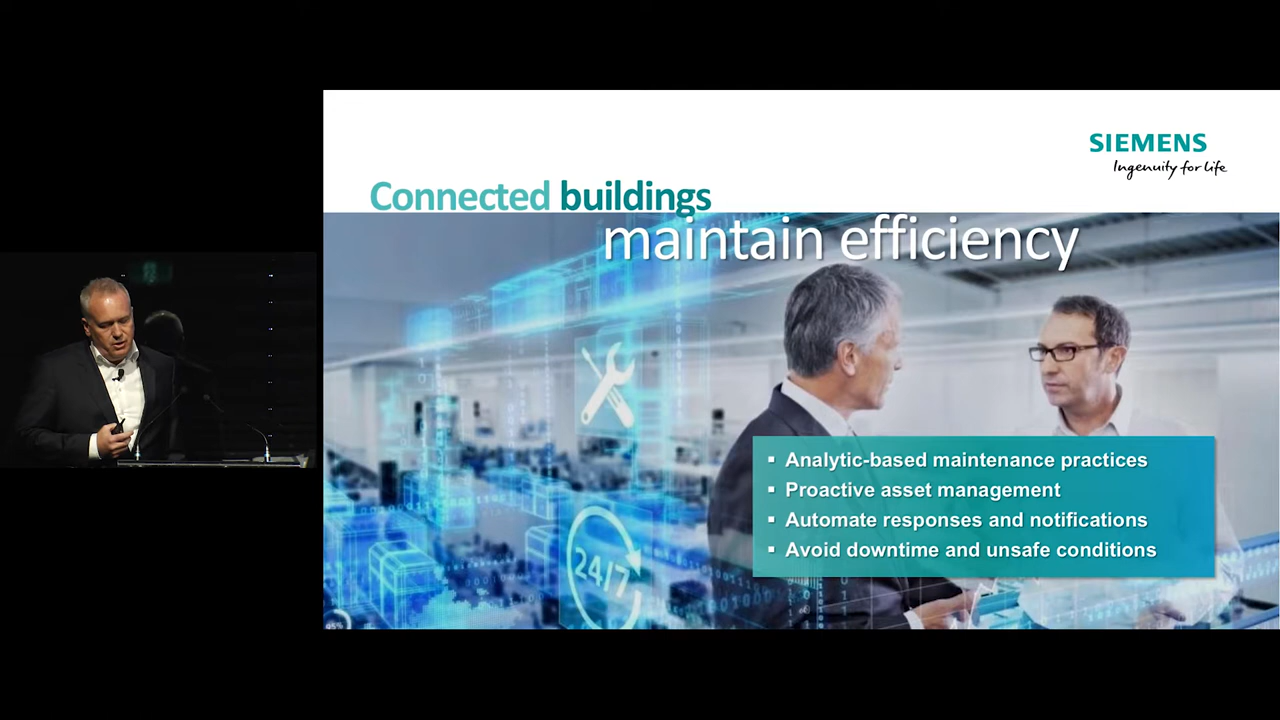 SIEMENS
Ingenuity for life
Connected buildings
maintain efficiency
▪ Analytic-based maintenance practices
▪ Proactive asset management
▪ Automate responses and notifications
▪ Avoid downtime and unsafe conditions
24/7